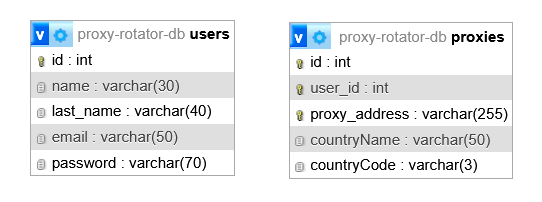 v proxy-rotator-db users
id : int
name : varchar(30)
last_name : varchar(40)
email : varchar(50)
password : varchar(70)
v proxy-rotator-db proxies
id : int
user_id : int
proxy_address : varchar(255)
countryName : varchar(50)
countryCode : varchar(3)